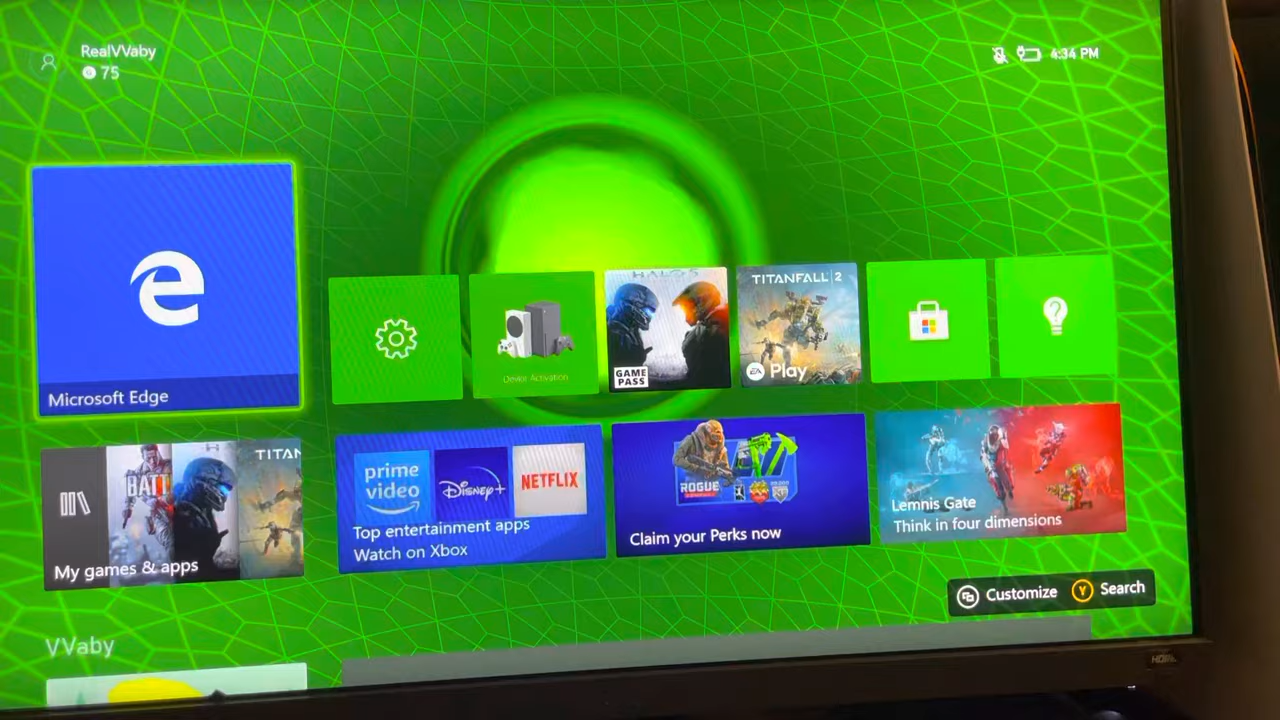 RealVVaby
G 75
4:34 PM
Microsoft Edge
Device Activation
HALO 5
GAME
PASS
TITANFALL 2
EA Play
My games & apps
BATT
TITAN
prime
video
Disney+
NETFLIX
Top entertainment apps
Watch on Xbox
ROGUE
Claim your Perks now
Lemnis Gate
Think in four dimensions
Customize
Y Search
VVaby
HDMI